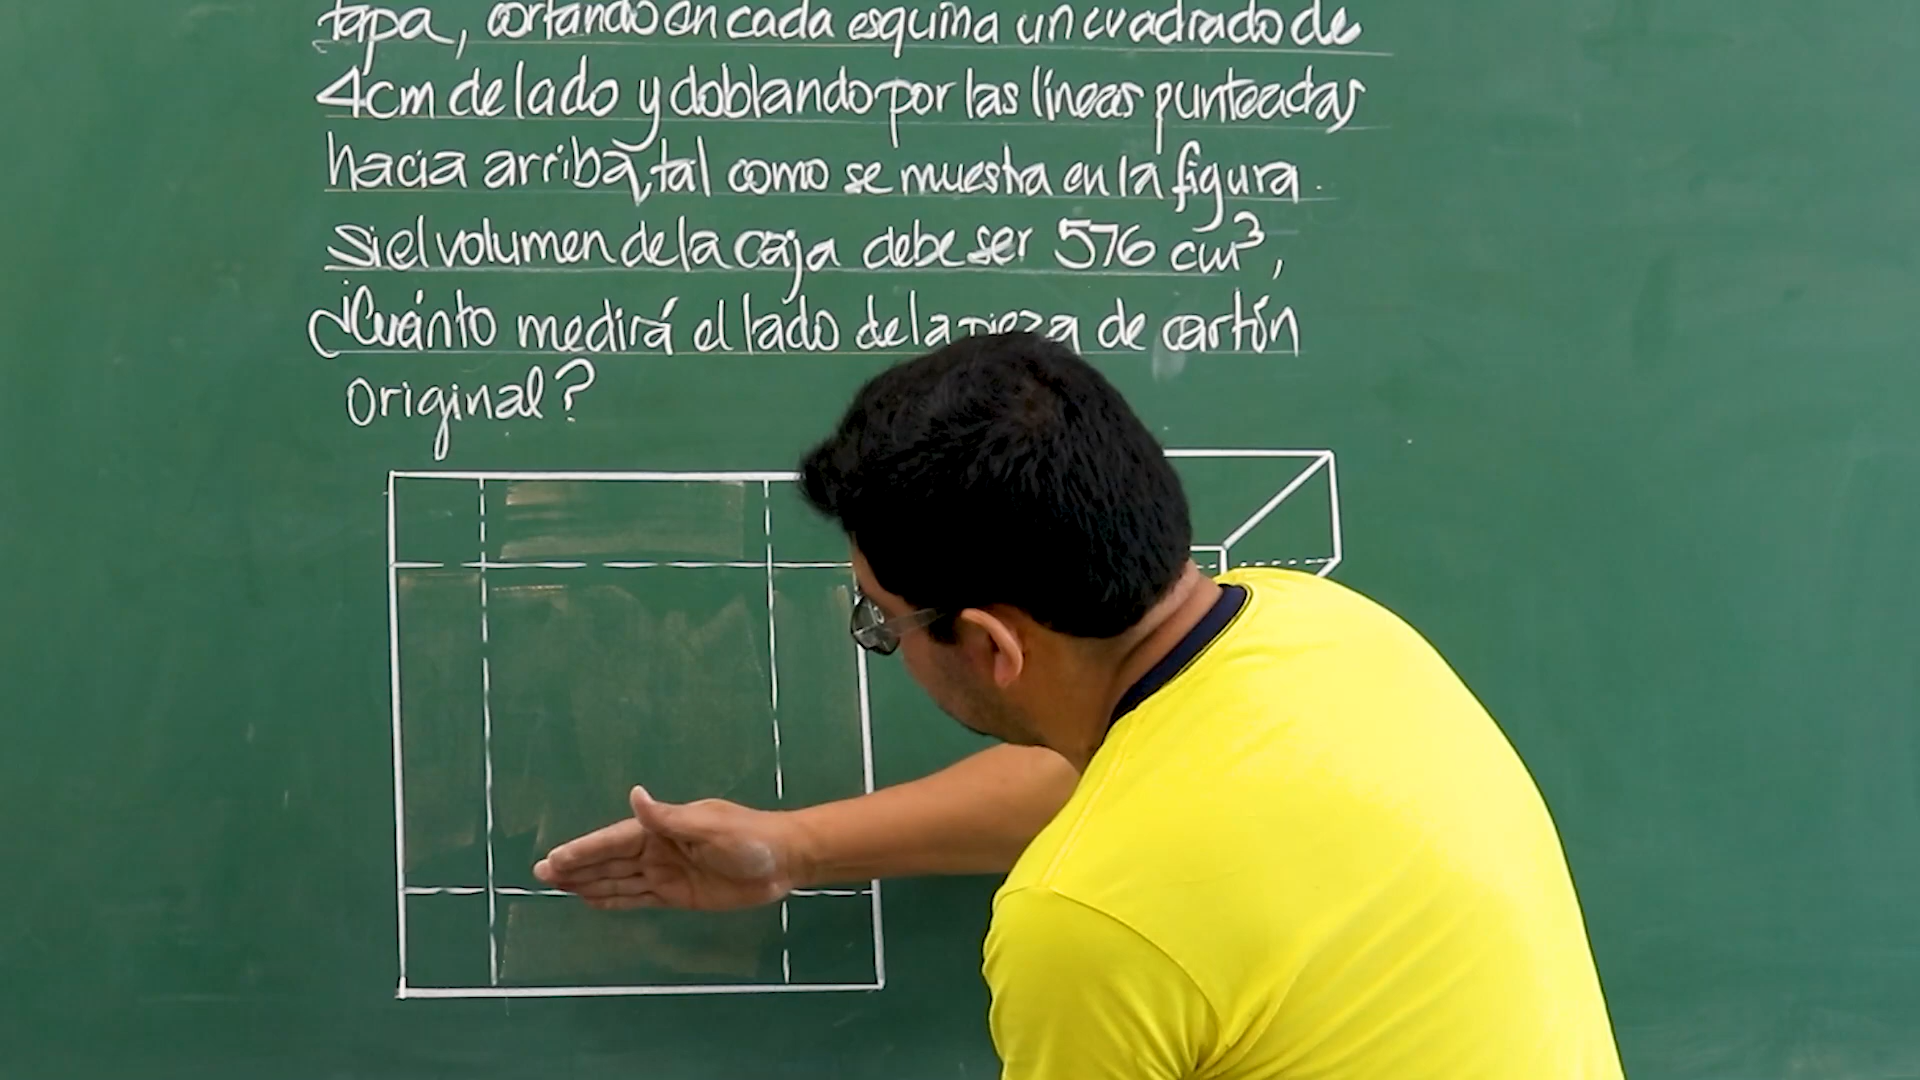 tapa, cortando en cada esquina un cuadrado de
4cm de lado y doblando por las líneas punteadas
hacia arriba, tal como se muestra en la figura.
Si el volumen de la caja debe ser 576 cm³,
¿Cuánto medirá el lado de la pieza de cartón
original?